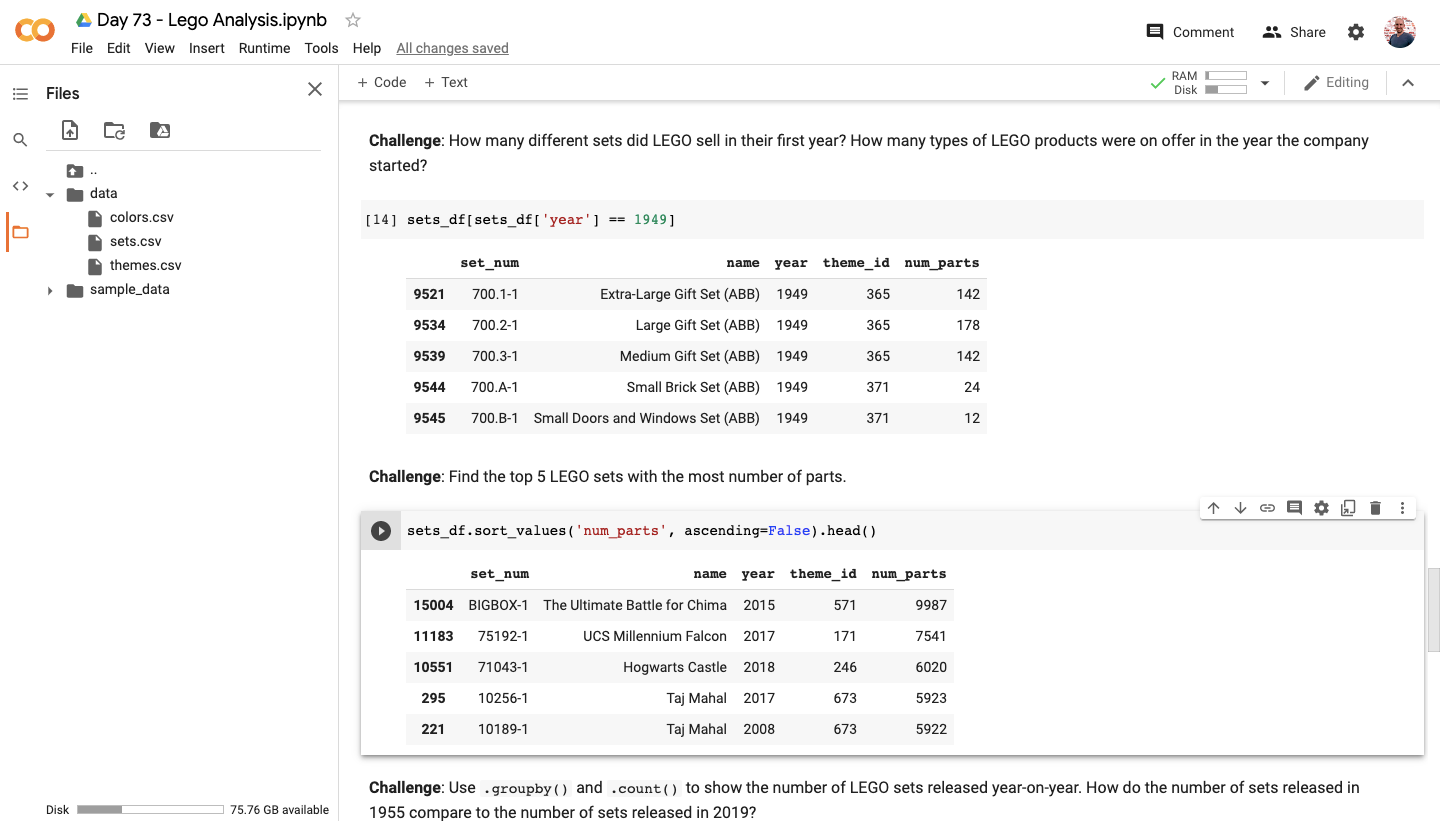 Day 73 - Lego Analysis.ipynb
File Edit View Insert Runtime Tools Help All changes saved
Comment Share
Files
+ Code + Text
RAM
Disk
Editing
..
data
colors.csv
sets.csv
themes.csv
sample_data
Disk 75.76 GB available
Challenge: How many different sets did LEGO sell in their first year? How many types of LEGO products were on offer in the year the company
started?
[14] sets_df[sets_df['year'] == 1949]
set_num name year theme_id num_parts
9521 700.1-1 Extra-Large Gift Set (ABB) 1949 365 142
9534 700.2-1 Large Gift Set (ABB) 1949 365 178
9539 700.3-1 Medium Gift Set (ABB) 1949 365 142
9544 700.A-1 Small Brick Set (ABB) 1949 371 24
9545 700.B-1 Small Doors and Windows Set (ABB) 1949 371 12
Challenge: Find the top 5 LEGO sets with the most number of parts.
sets_df.sort_values('num_parts', ascending=False).head()
set_num name year theme_id num_parts
15004 BIGBOX-1 The Ultimate Battle for Chima 2015 571 9987
11183 75192-1 UCS Millennium Falcon 2017 171 7541
10551 71043-1 Hogwarts Castle 2018 246 6020
295 10256-1 Taj Mahal 2017 673 5923
221 10189-1 Taj Mahal 2008 673 5922
Challenge: Use .groupby() and .count() to show the number of LEGO sets released year-on-year. How do the number of sets released in
1955 compare to the number of sets released in 2019?